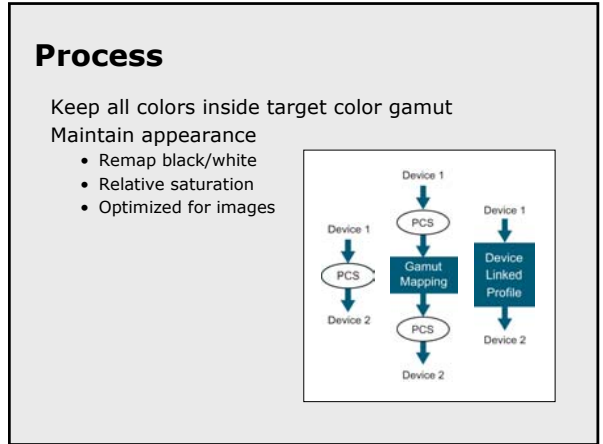 Process
Keep all colors inside target color gamut
Maintain appearance
• Remap black/white
• Relative saturation
• Optimized for images
Device 1
PCS
Device 2
Device 1
PCS
Gamut
Mapping
PCS
Device 2
Device 1
Device
Linked
Profile
Device 2